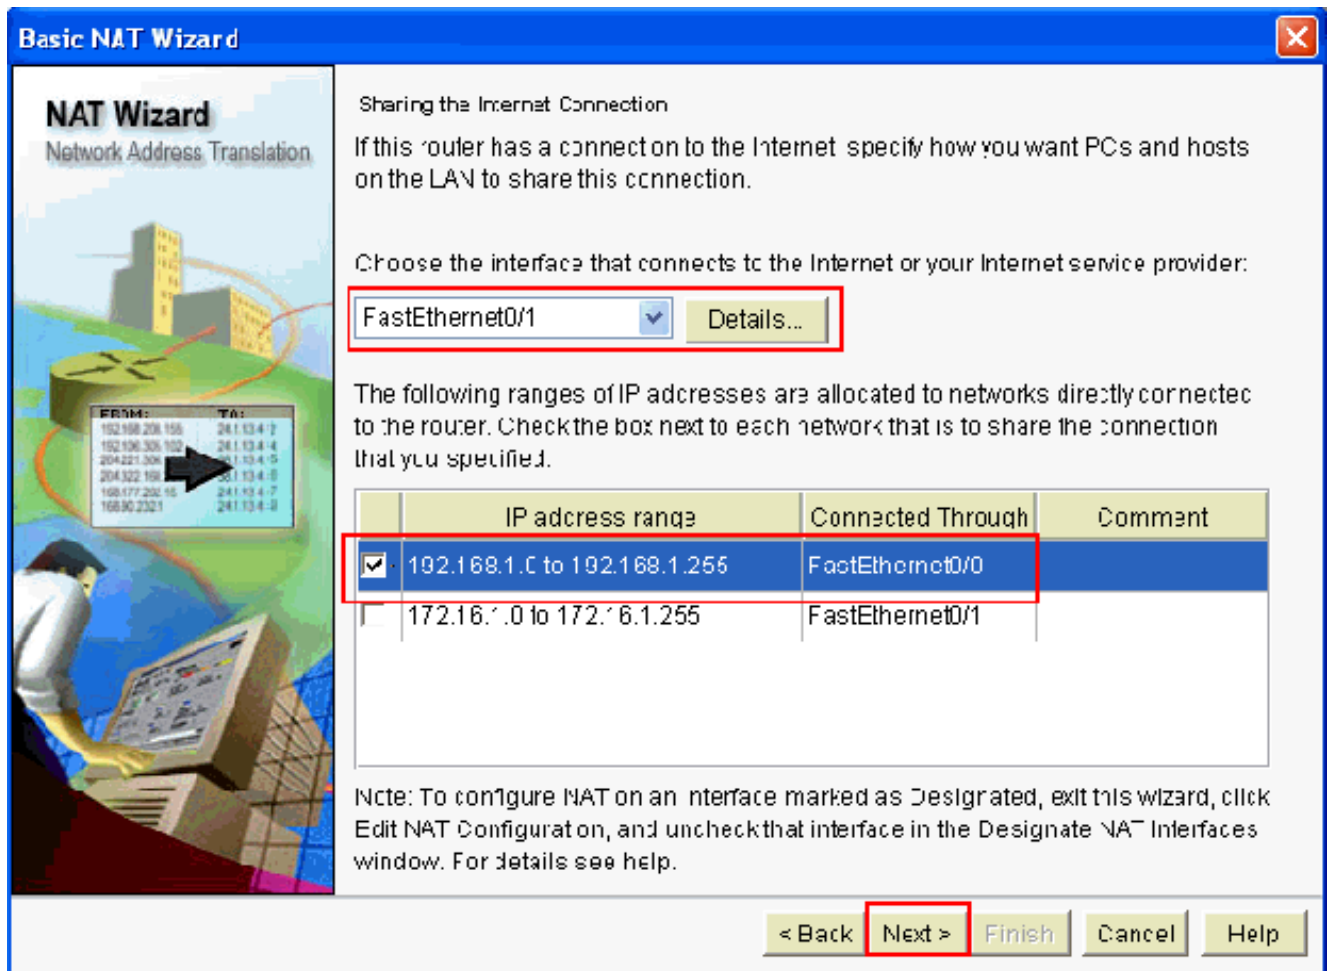 Basic NAT Wizard
NAT Wizard
Network Address Translation
FROM: TO:
Sharing the Internet Connection
If this router has a connection to the Internet, specify how you want PCs and hosts
on the LAN to share this connection.
Choose the interface that connects to the Internet or your Internet service provider:
FastEthernet0/1 Details...
The following ranges of IP addresses are allocated to networks directly connected
to the router. Check the box next to each network that is to share the connection
that you specified.
IP address range Connected Through Comment
192.168.1.0 to 192.168.1.255 FastEthernet0/0
172.16.1.0 to 172.16.1.255 FastEthernet0/1
Note: To configure NAT on an interface marked as Designated, exit this wizard, click
Edit NAT Configuration, and uncheck that interface in the Designate NAT Interfaces
window. For details see help.
< Back Next > Finish Cancel Help